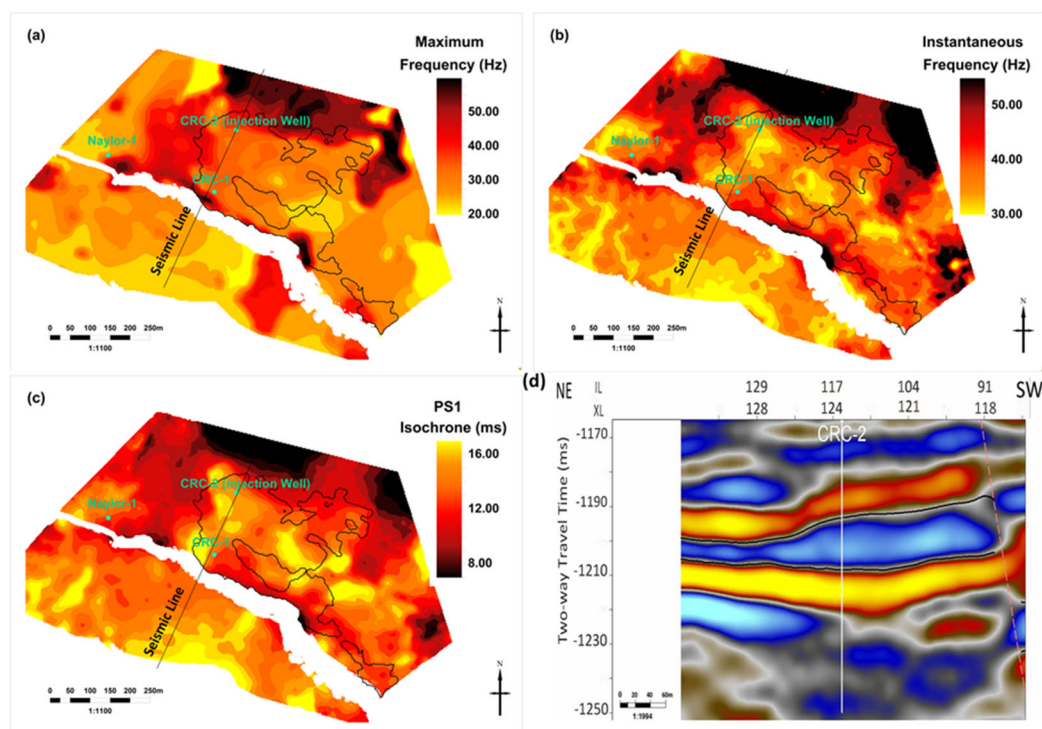 (a)
Maximum
Frequency (Hz)
50.00
40.00
30.00
20.00
CRC-2 (Injection Well)
Naylor-1
CRC-1
Seismic Line
0 50 100 150 200 250m
1:1100
N
(b)
Instantaneous
Frequency (Hz)
50.00
40.00
30.00
CRC-2 (Injection Well)
Naylor-1
CRC-1
Seismic Line
0 50 100 150 200 250m
1:1100
N
(c)
PS1
Isochrone (ms)
16.00
12.00
8.00
CRC-2 (Injection Well)
Naylor-1
CRC-1
Seismic Line
0 50 100 150 200 250m
1:1100
N
(d)
NE IL 129 117 104 91 SW
XL 128 124 121 118
CRC-2
Two-way Travel Time (ms)
-1170
-1190
-1210
-1230
-1250
0 20 40 60m
1:1994